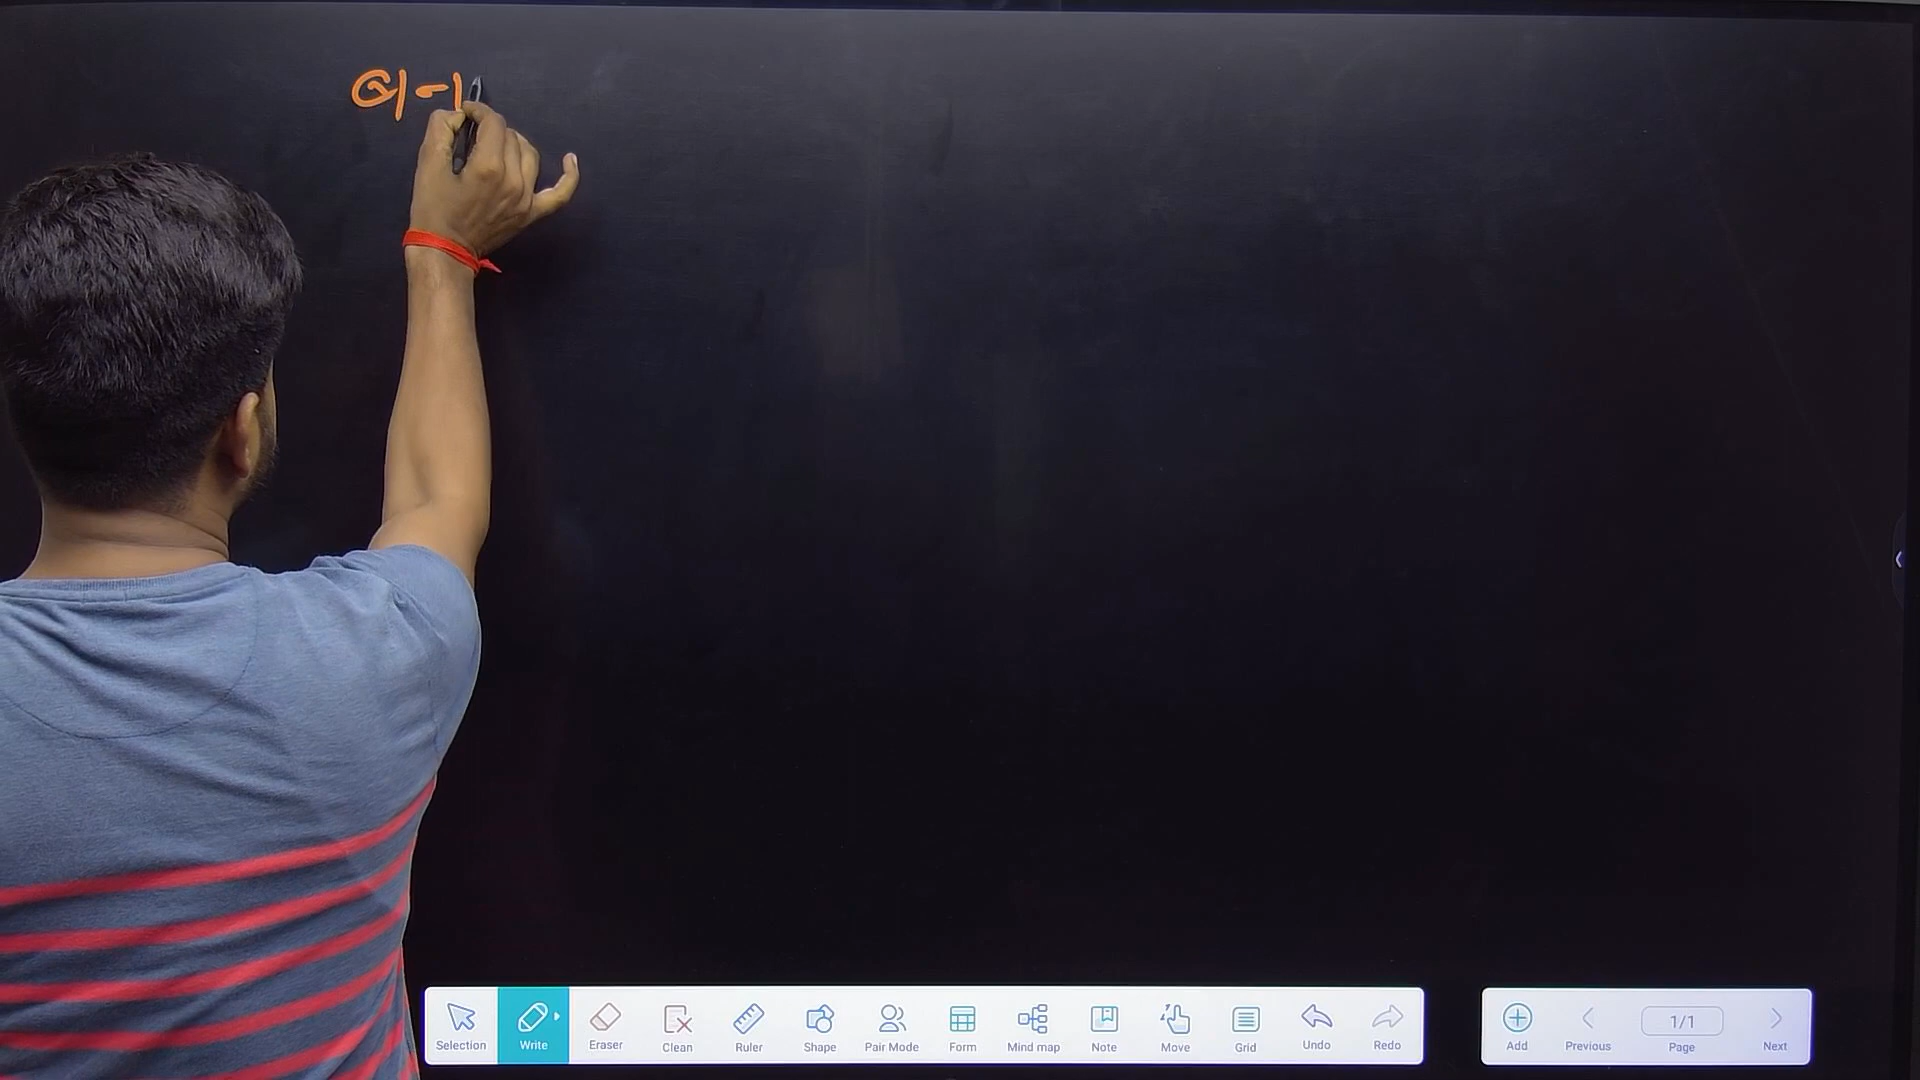 Selection
Write
Eraser
Clean
Ruler
Shape
Pair Mode
Form
Mind map
Note
Move
Grid
Undo
Redo
Add
Previous
1/1
Page
Next